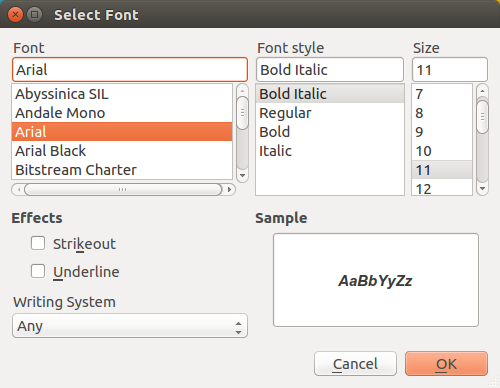 Select Font
Font Font style Size
Arial Bold Italic 11
Abyssinica SIL Bold Italic 7
Andale Mono Regular 8
Arial Bold 9
Arial Black Italic 10
Bitstream Charter 11
12
Effects Sample
Strikeout
Underline
AaBbYyZz
Writing System
Any
Cancel OK